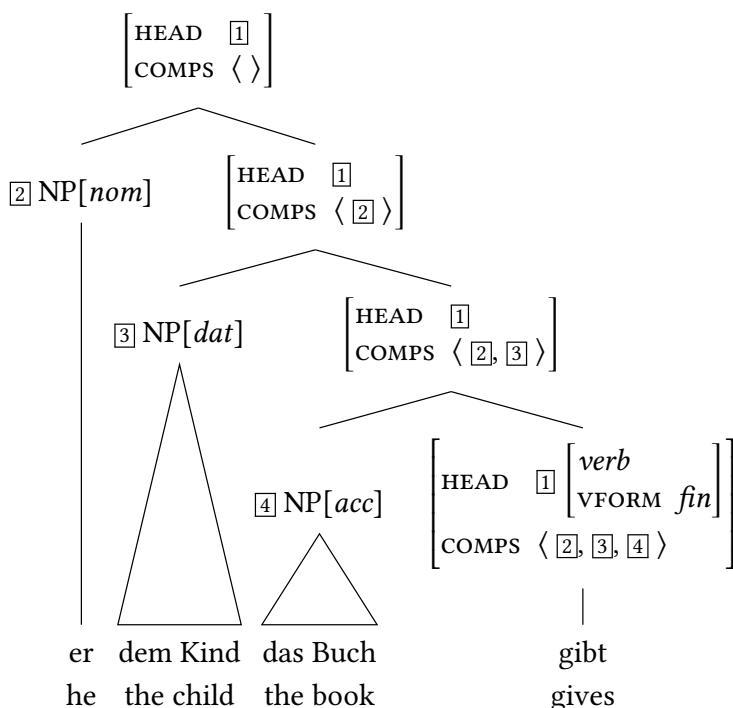 HEAD 1
COMPS ⟨ ⟩
2 NP[nom]
HEAD 1
COMPS ⟨ 2 ⟩
3 NP[dat]
HEAD 1
COMPS ⟨ 2, 3 ⟩
4 NP[acc]
HEAD 1 verb
VFORM fin
COMPS ⟨ 2, 3, 4 ⟩
er dem Kind das Buch gibt
he the child the book gives